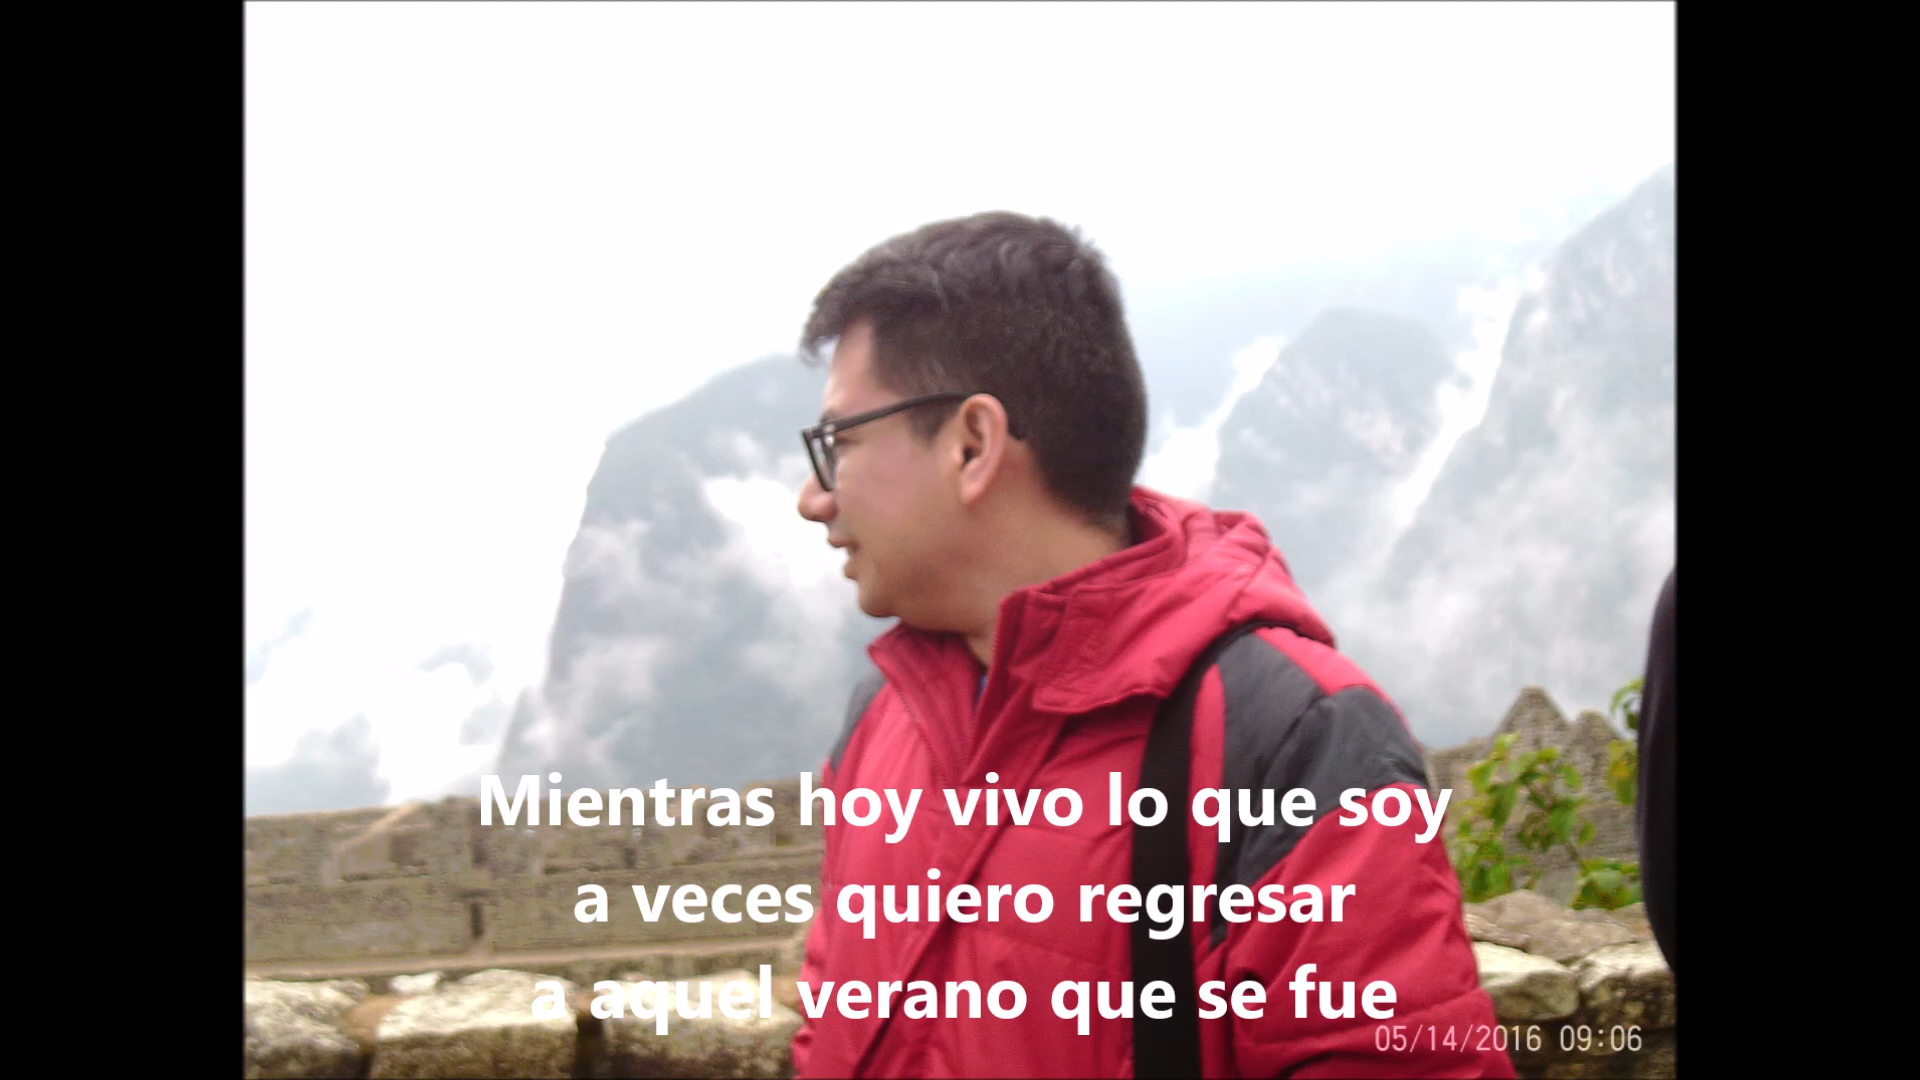 Mientras hoy vivo lo que soy
a veces quiero regresar
a aquel verano que se fue
05/14/2016 09:06